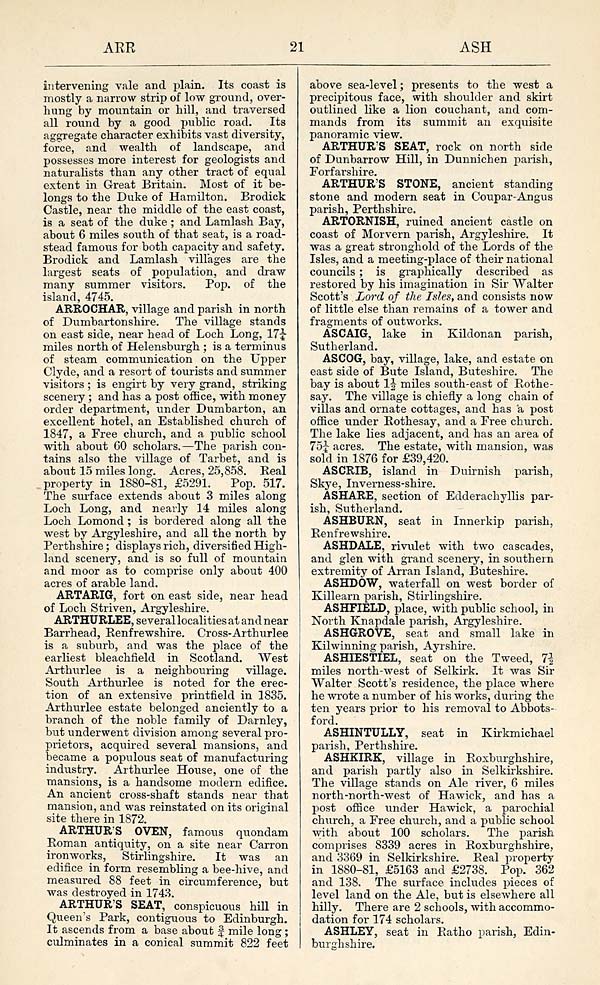 ARR 21 ASH
intervening vale and plain. Its coast is
mostly a narrow strip of low ground, over-
hung by mountain or hill, and traversed
all round by a good public road. Its
aggregate character exhibits vast diversity,
force, and wealth of landscape, and
possesses more interest for geologists and
naturalists than any other tract of equal
extent in Great Britain. Most of it be-
longs to the Duke of Hamilton. Brodick
Castle, near the middle of the east coast,
is a seat of the duke; and Lamlash Bay,
about 6 miles south of that seat, is a road-
stead famous for both capacity and safety.
Brodick and Lamlash villages are the
largest seats of population, and draw
many summer visitors. Pop. of the
island, 4745.
ARROCHAR, village and parish in north
of Dumbartonshire. The village stands
on east side, near head of Loch Long, 17¼
miles north of Helensburgh; is a terminus
of steam communication on the Upper
Clyde, and a resort of tourists and summer
visitors; is engirt by very grand, striking
scenery; and has a post office, with money
order department, under Dumbarton, an
excellent hotel, an Established church of
1847, a Free church, and a public school
with about 60 scholars.—The parish con-
tains also the village of Tarbet, and is
about 15 miles long. Acres, 25,858. Real
property in 1880-81, £5291. Pop. 517.
The surface extends about 3 miles along
Loch Long, and nearly 14 miles along
Loch Lomond; is bordered along all the
west by Argyleshire, and all the north by
Perthshire; displays rich, diversified High-
land scenery, and is so full of mountain
and moor as to comprise only about 400
acres of arable land.
ARTARIG, fort on east side, near head
of Loch Striven, Argyleshire.
ARTHURLEE, several localities at and near
Barrhead, Renfrewshire. Cross-Arthurlee
is a suburb, and was the place of the
earliest bleachfield in Scotland. West
Arthurlee is a neighbouring village.
South Arthurlee is noted for the erec-
tion of an extensive printfield in 1835.
Arthurlee estate belonged anciently to a
branch of the noble family of Darnley,
but underwent division among several pro-
prietors, acquired several mansions, and
became a populous seat of manufacturing
industry. Arthurlee House, one of the
mansions, is a handsome modern edifice.
An ancient cross-shaft stands near that
mansion, and was reinstated on its original
site there in 1872.
ARTHUR'S OVEN, famous quondam
Roman antiquity, on a site near Carron
ironworks, Stirlingshire. It was an
edifice in form resembling a bee-hive, and
measured 88 feet in circumference, but
was destroyed in 1743.
ARTHUR'S SEAT, conspicuous hill in
Queen's Park, contiguous to Edinburgh.
It ascends from a base about ¾ mile long;
culminates in a conical summit 822 feet
above sea-level; presents to the west a
precipitous face, with shoulder and skirt
outlined like a lion couchant, and com-
mands from its summit an exquisite
panoramic view.
ARTHUR'S SEAT, rock on north side
of Dunbarrow Hill, in Dunnichen parish,
Forfarshire.
ARTHUR'S STONE, ancient standing
stone and modern seat in Coupar-Angus
parish, Perthshire.
ARTORNISH, ruined ancient castle on
coast of Morvern parish, Argyleshire. It
was a great stronghold of the Lords of the
Isles, and a meeting-place of their national
councils; is graphically described as
restored by his imagination in Sir Walter
Scott's Lord of the Isles, and consists now
of little else than remains of a tower and
fragments of outworks.
ASCAIG, lake in Kildonan parish,
Sutherland.
ASCOG, bay, village, lake, and estate on
east side of Bute Island, Buteshire. The
bay is about 1½ miles south-east of Rothe-
say. The village is chiefly a long chain of
villas and ornate cottages, and has a post
office under Rothesay, and a Free church.
The lake lies adjacent, and has an area of
75¼ acres. The estate, with mansion, was
sold in 1876 for £39,420.
ASCRIB, island in Duirnish parish,
Skye, Inverness-shire.
ASHARE, section of Edderachyllis par-
ish, Sutherland.
ASHBURN, seat in Innerkip parish,
Renfrewshire.
ASHDALE, rivulet with two cascades,
and glen with grand scenery, in southern
extremity of Arran Island, Buteshire.
ASHDOW, waterfall on west border of
Killearn parish, Stirlingshire.
ASHFIELD, place, with public school, in
North Knapdale parish, Argyleshire.
ASHGROVE, seat and small lake in
Kilwinning parish, Ayrshire.
ASHIESTIEL, seat on the Tweed, 7½
miles north-west of Selkirk. It was Sir
Walter Scott's residence, the place where
he wrote a number of his works, during the
ten years prior to his removal to Abbots-
ford.
ASHINTULLY, seat in Kirkmichael
parish, Perthshire.
ASHKIRK, village in Roxburghshire,
and parish partly also in Selkirkshire.
The village stands on Ale river, 6 miles
north-north-west of Hawick, and has a
post office under Hawick, a parochial
church, a Free church, and a public school
with about 100 scholars. The parish
comprises 8339 acres in Roxburghshire,
and 3369 in Selkirkshire. Real property
in 1880-81, £5163 and £2738. Pop. 362
and 138. The surface includes pieces of
level land on the Ale, but is elsewhere all
hilly. There are 2 schools, with accommo-
dation for 174 scholars.
ASHLEY, seat in Ratho parish, Edin-
burghshire.